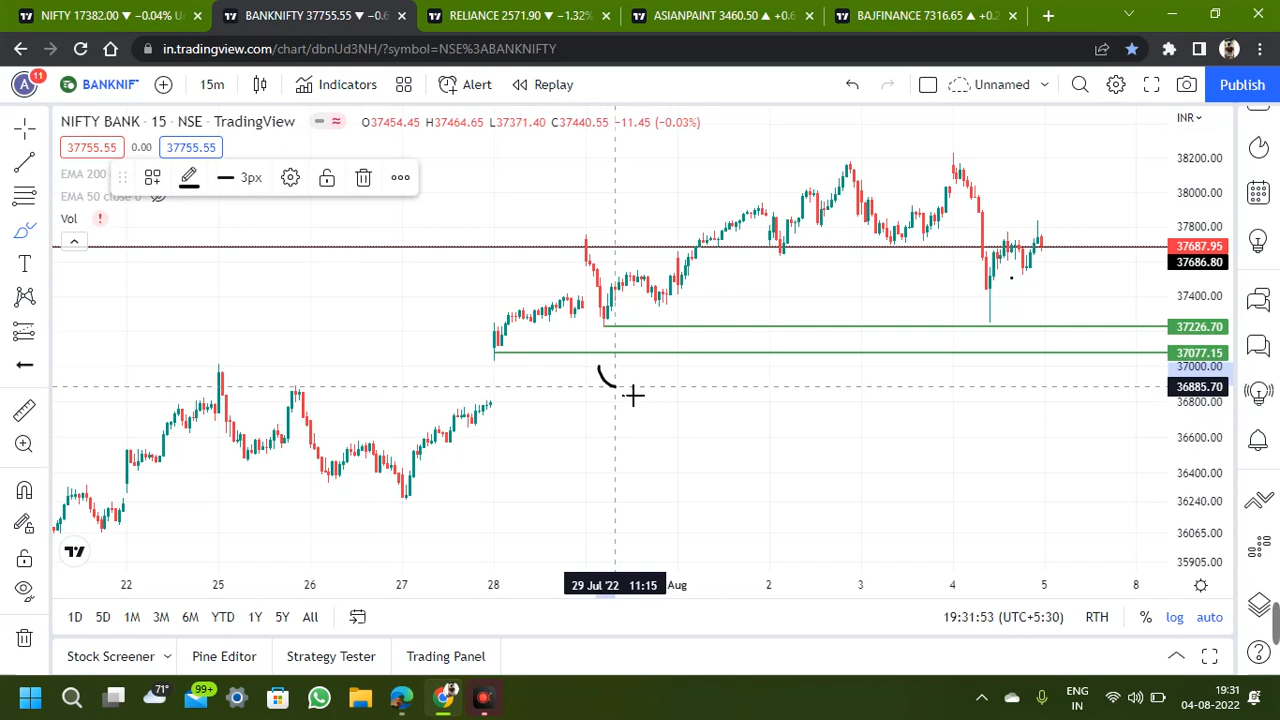 NIFTY 17382.00 ▼ −0.04% U
BANKNIFTY 37755.55 ▼ −0.6
RELIANCE 2571.90 ▼ −1.32%
ASIANPAINT 3460.50 ▲ +0.6
BAJFINANCE 7316.65 ▲ +0.2
in.tradingview.com/chart/dbnUd3NH/?symbol=NSE%3ABANKNIFTY
A 11 BANKNIF 15m Indicators Alert Replay Unnamed Publish
NIFTY BANK · 15 · NSE · TradingView O37454.45 H37464.65 L37371.40 C37440.55 −11.45 (−0.03%)
INR
37755.55 0.00 37755.55
3px
EMA 200
EMA 50 close 0
Vol
38200.00
38000.00
37800.00
37687.95
37686.80
37400.00
37226.70
37077.15
37000.00
36885.70
36800.00
36600.00
36400.00
36240.00
36065.00
35905.00
22 25 26 27 28 29 Jul '22 11:15 Aug 2 3 4 5 8
1D 5D 1M 3M 6M YTD 1Y 5Y All 19:31:53 (UTC+5:30) RTH % log auto
Stock Screener Pine Editor Strategy Tester Trading Panel
71° 99+ ENG 19:31
IN 04-08-2022